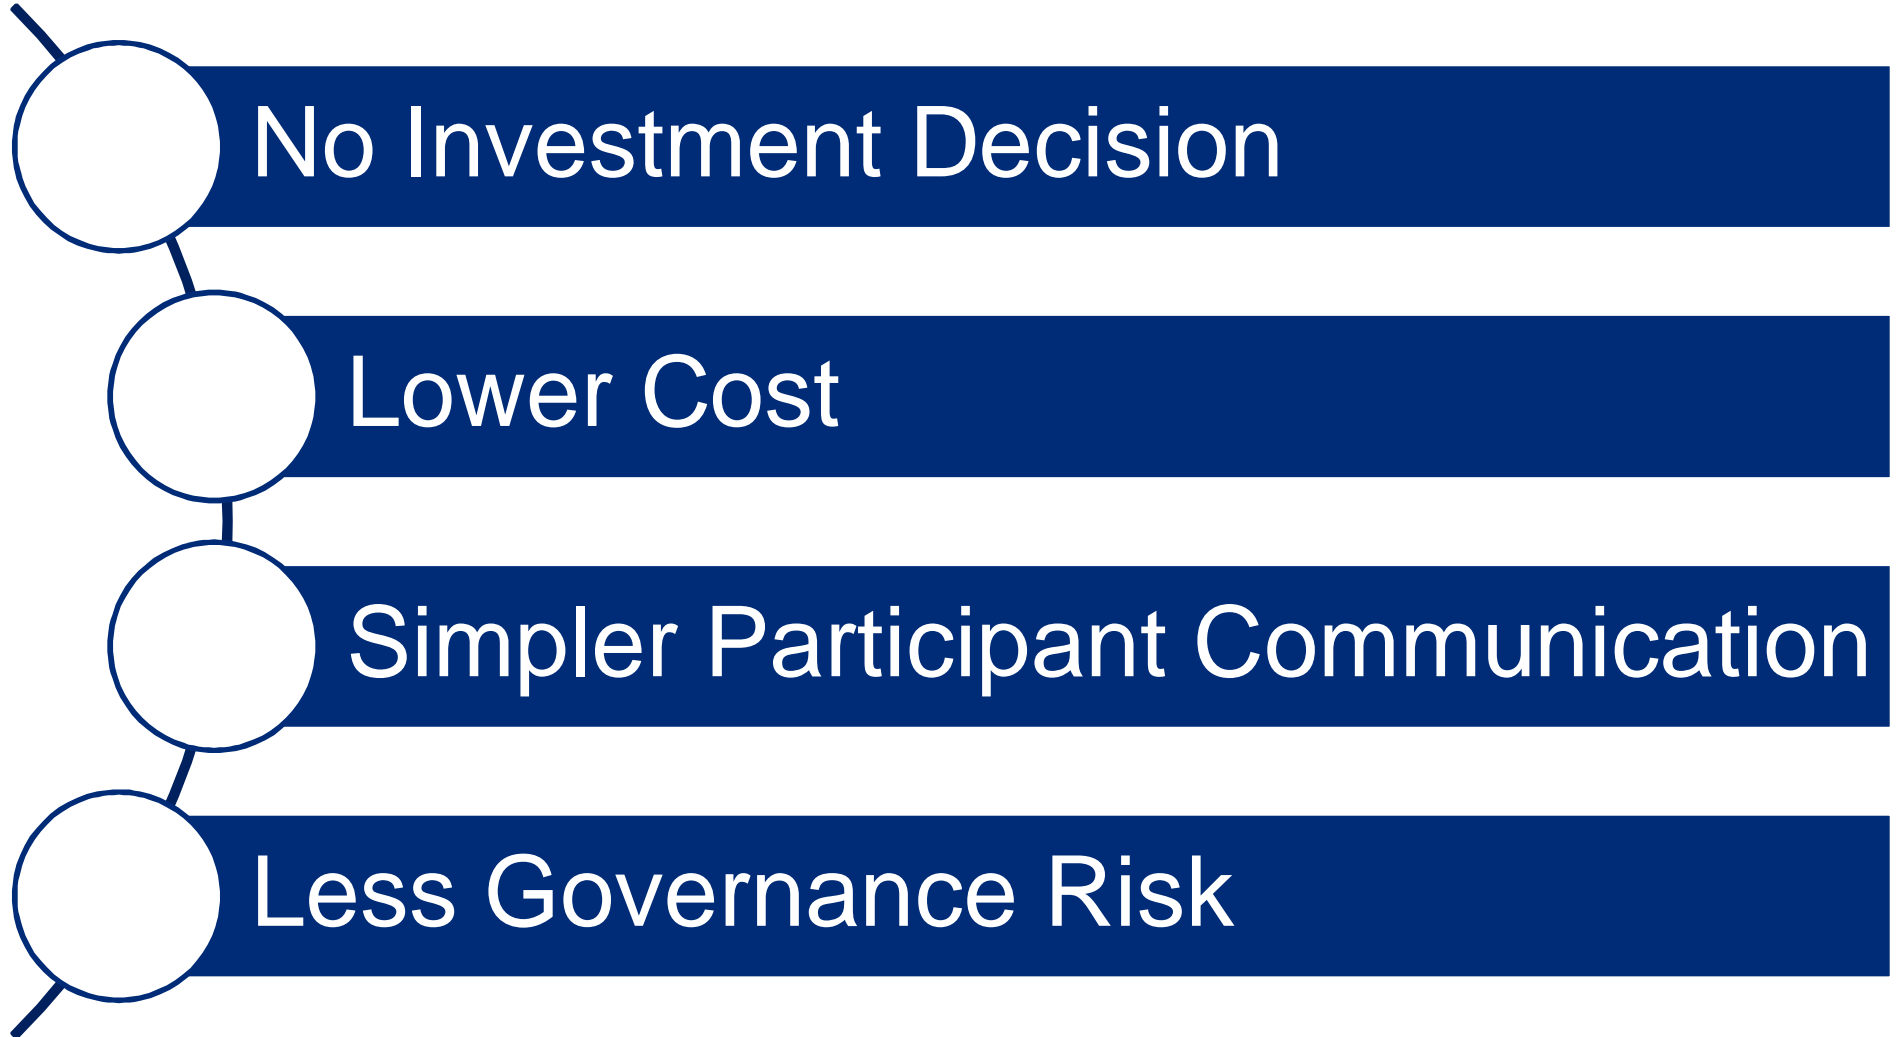 No Investment Decision
Lower Cost
Simpler Participant Communication
Less Governance Risk